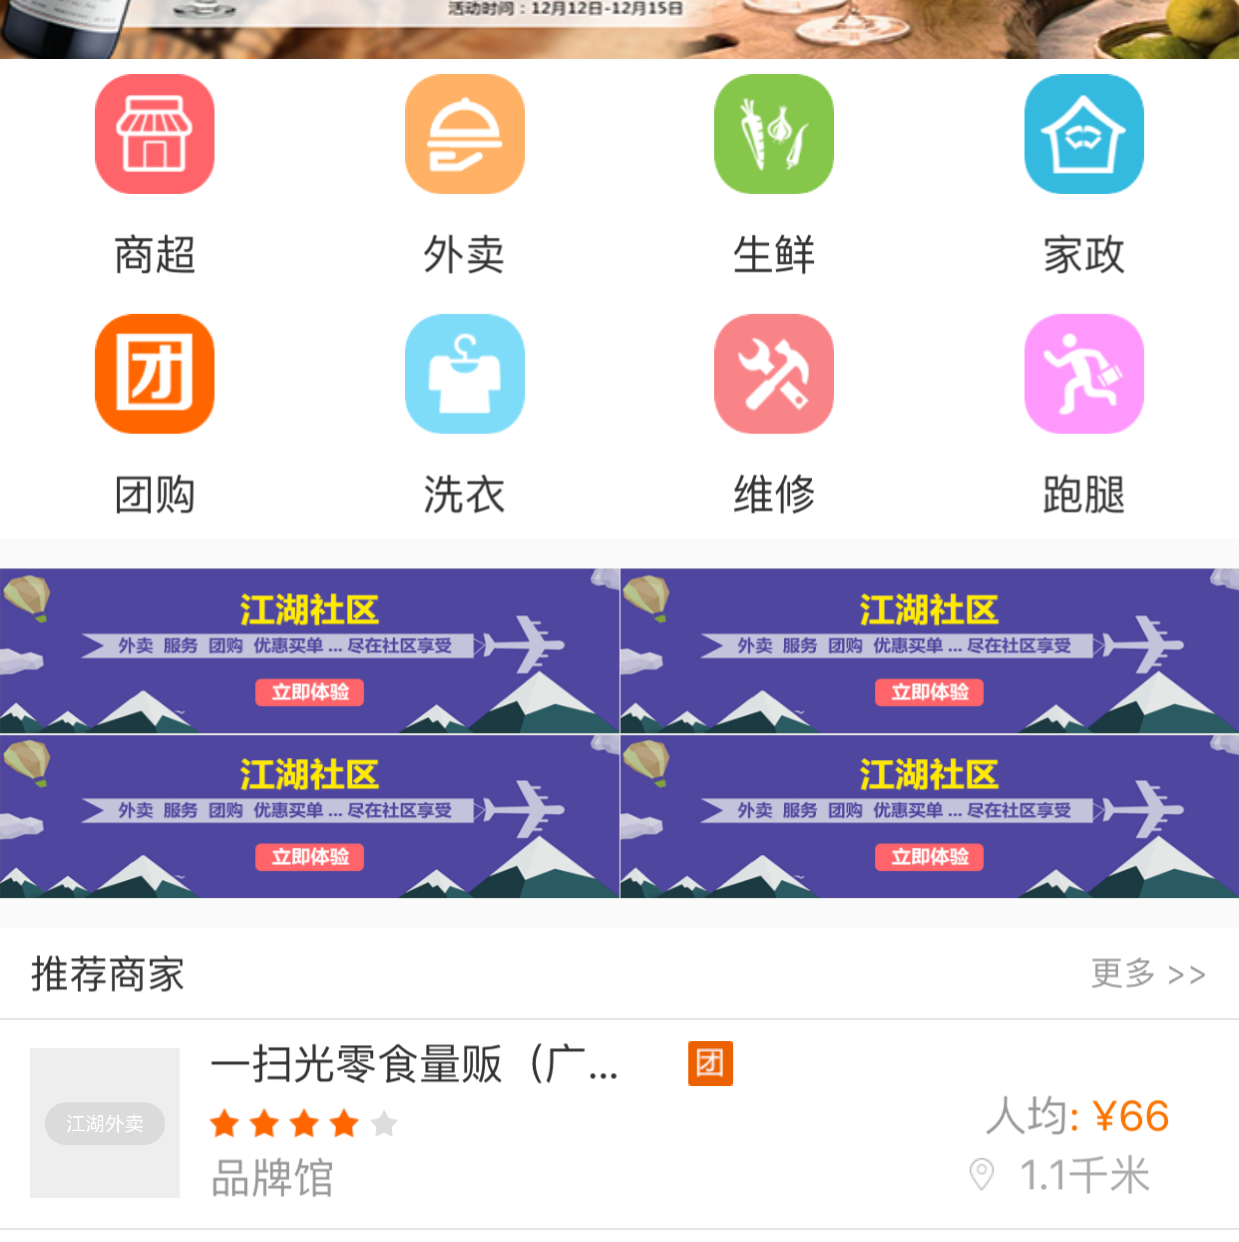 活动时间：12月12日-12月15日
商超 外卖 生鲜 家政
团
团购 洗衣 维修 跑腿
江湖社区 江湖社区
外卖 服务 团购 优惠买单 ... 尽在社区享受 外卖 服务 团购 优惠买单 ... 尽在社区享受
立即体验 立即体验
江湖社区 江湖社区
外卖 服务 团购 优惠买单 ... 尽在社区享受 外卖 服务 团购 优惠买单 ... 尽在社区享受
立即体验 立即体验
推荐商家 更多 >>
一扫光零食量贩（广... 团
江湖外卖 人均: ¥66
品牌馆 1.1千米